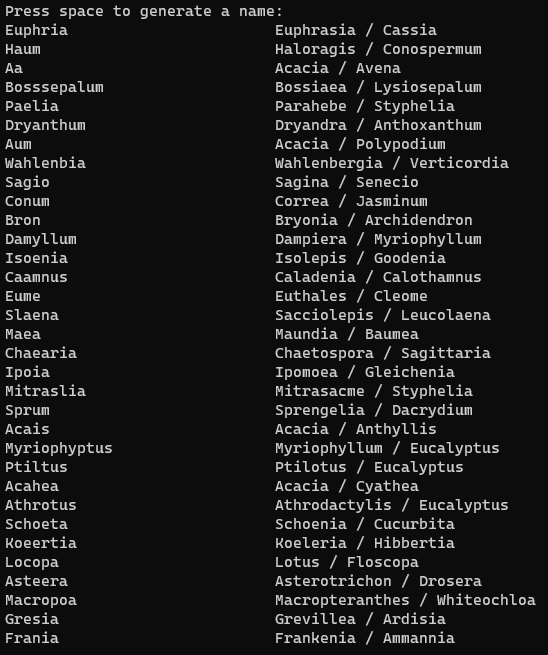 Press space to generate a name:
Euphria Euphrasia / Cassia
Haum Haloragis / Conospermum
Aa Acacia / Avena
Bosssepalum Bossiaea / Lysiosepalum
Paelia Parahebe / Styphelia
Dryanthum Dryandra / Anthoxanthum
Aum Acacia / Polypodium
Wahlenbia Wahlenbergia / Verticordia
Sagio Sagina / Senecio
Conum Correa / Jasminum
Bron Bryonia / Archidendron
Damyllum Dampiera / Myriophyllum
Isoenia Isolepis / Goodenia
Caamnus Caladenia / Calothamnus
Eume Euthales / Cleome
Slaena Sacciolepis / Leucolaena
Maea Maundia / Baumea
Chaearia Chaetospora / Sagittaria
Ipoia Ipomoea / Gleichenia
Mitraslia Mitrasacme / Styphelia
Sprum Sprengelia / Dacrydium
Acais Acacia / Anthyllis
Myriophyptus Myriophyllum / Eucalyptus
Ptiltus Ptilotus / Eucalyptus
Acahea Acacia / Cyathea
Athrotus Athrodactylis / Eucalyptus
Schoeta Schoenia / Cucurbita
Koeertia Koeleria / Hibbertia
Locopa Lotus / Floscopa
Asteera Asterotrichon / Drosera
Macropoa Macropteranthes / Whiteochloa
Gresia Grevillea / Ardisia
Frania Frankenia / Ammannia